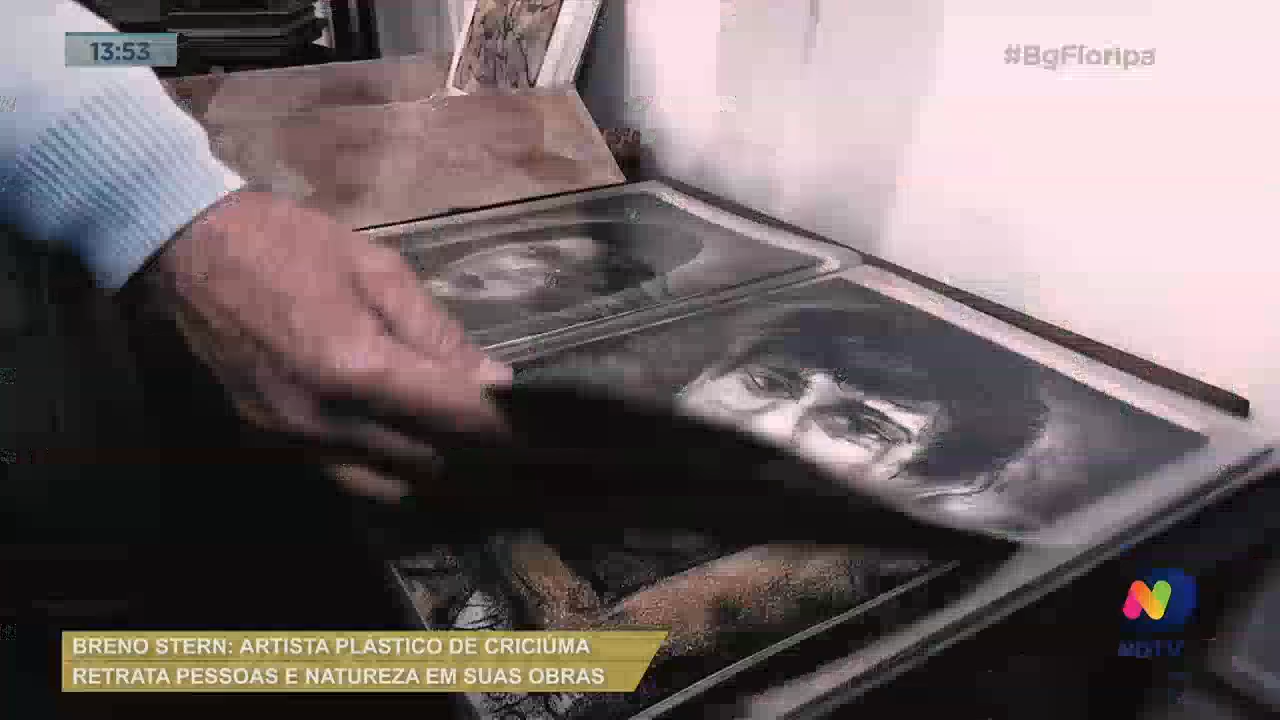 13:53
#BgFloripa
NDTV
BRENO STERN: ARTISTA PLÁSTICO DE CRICIÚMA
RETRATA PESSOAS E NATUREZA EM SUAS OBRAS